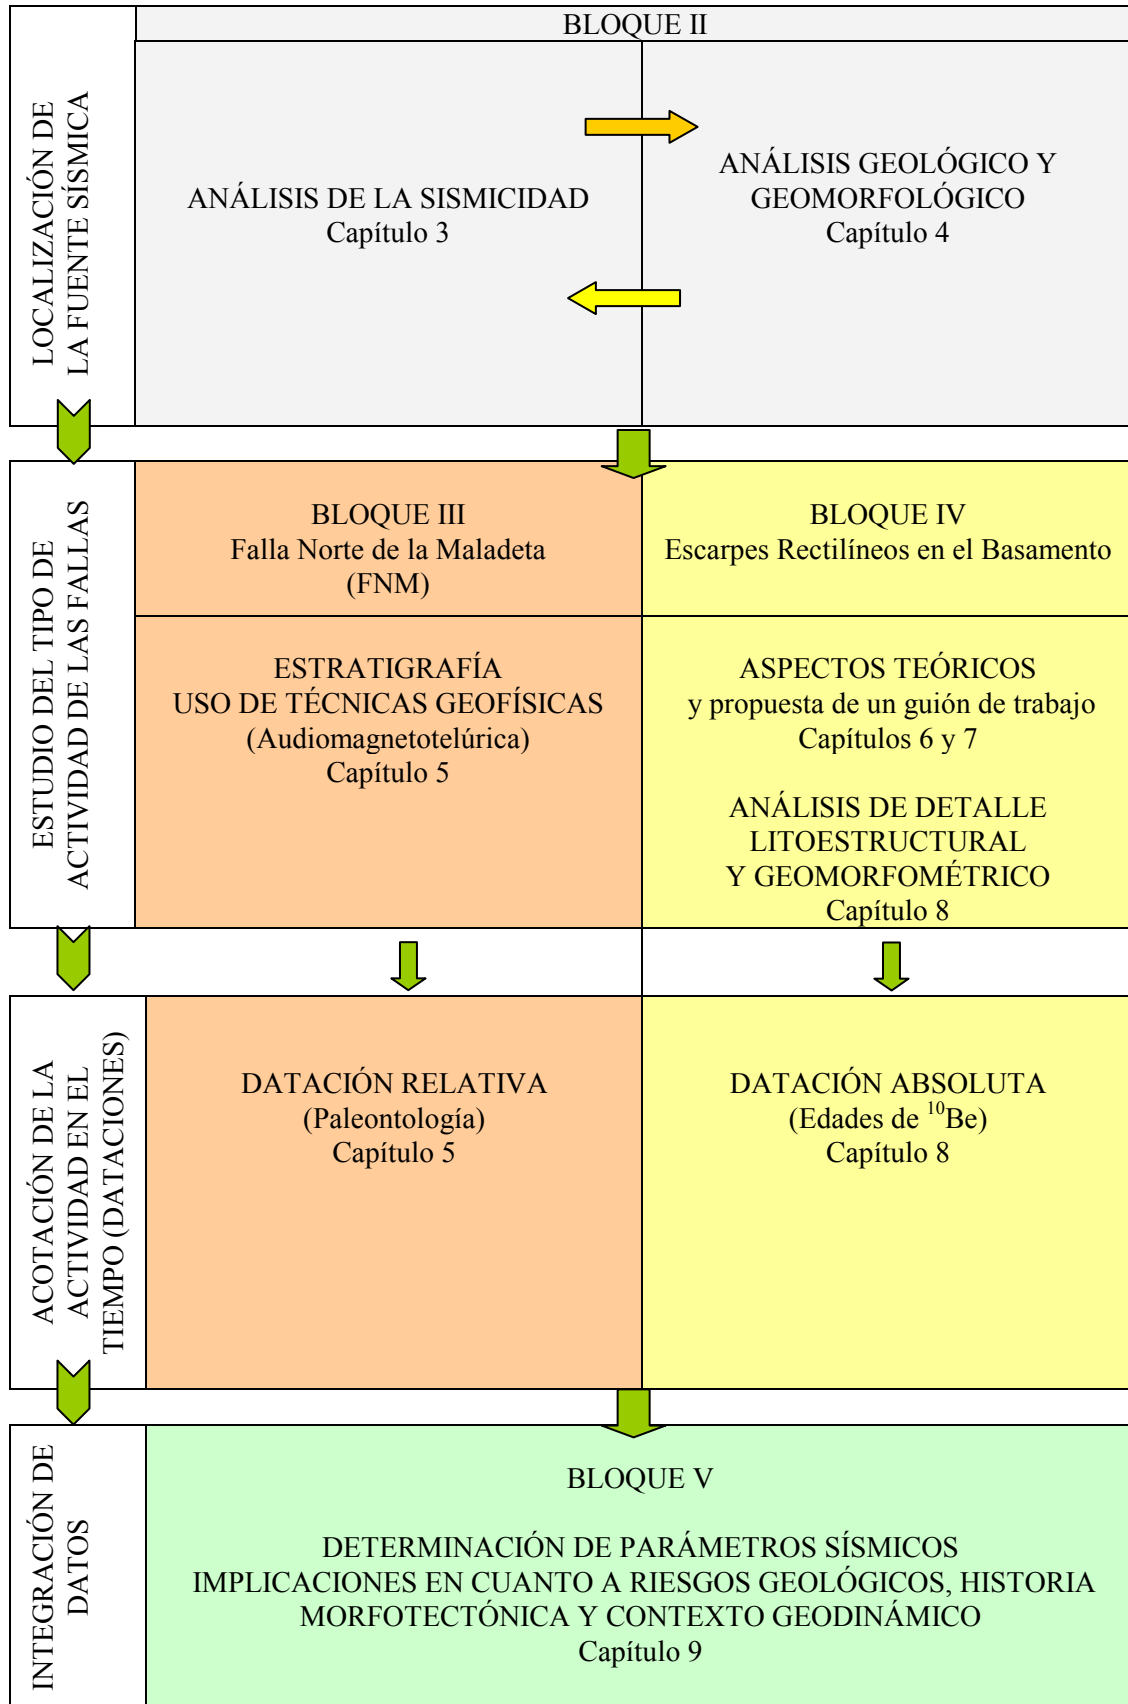 BLOQUE II
LOCALIZACIÓN DE
LA FUENTE SÍSMICA
ANÁLISIS DE LA SISMICIDAD
Capítulo 3
ANÁLISIS GEOLÓGICO Y
GEOMORFOLÓGICO
Capítulo 4
ESTUDIO DEL TIPO DE
ACTIVIDAD DE LAS FALLAS
BLOQUE III
Falla Norte de la Maladeta
(FNM)
BLOQUE IV
Escarpes Rectilíneos en el Basamento
ESTRATIGRAFÍA
USO DE TÉCNICAS GEOFÍSICAS
(Audiomagnetotelúrica)
Capítulo 5
ASPECTOS TEÓRICOS
y propuesta de un guión de trabajo
Capítulos 6 y 7
ANÁLISIS DE DETALLE
LITOESTRUCTURAL
Y GEOMORFOMÉTRICO
Capítulo 8
ACOTACIÓN DE LA
ACTIVIDAD EN EL
TIEMPO (DATACIONES)
DATACIÓN RELATIVA
(Paleontología)
Capítulo 5
DATACIÓN ABSOLUTA
(Edades de ¹⁰Be)
Capítulo 8
INTEGRACIÓN DE
DATOS
BLOQUE V
DETERMINACIÓN DE PARÁMETROS SÍSMICOS
IMPLICACIONES EN CUANTO A RIESGOS GEOLÓGICOS, HISTORIA
MORFOTECTÓNICA Y CONTEXTO GEODINÁMICO
Capítulo 9